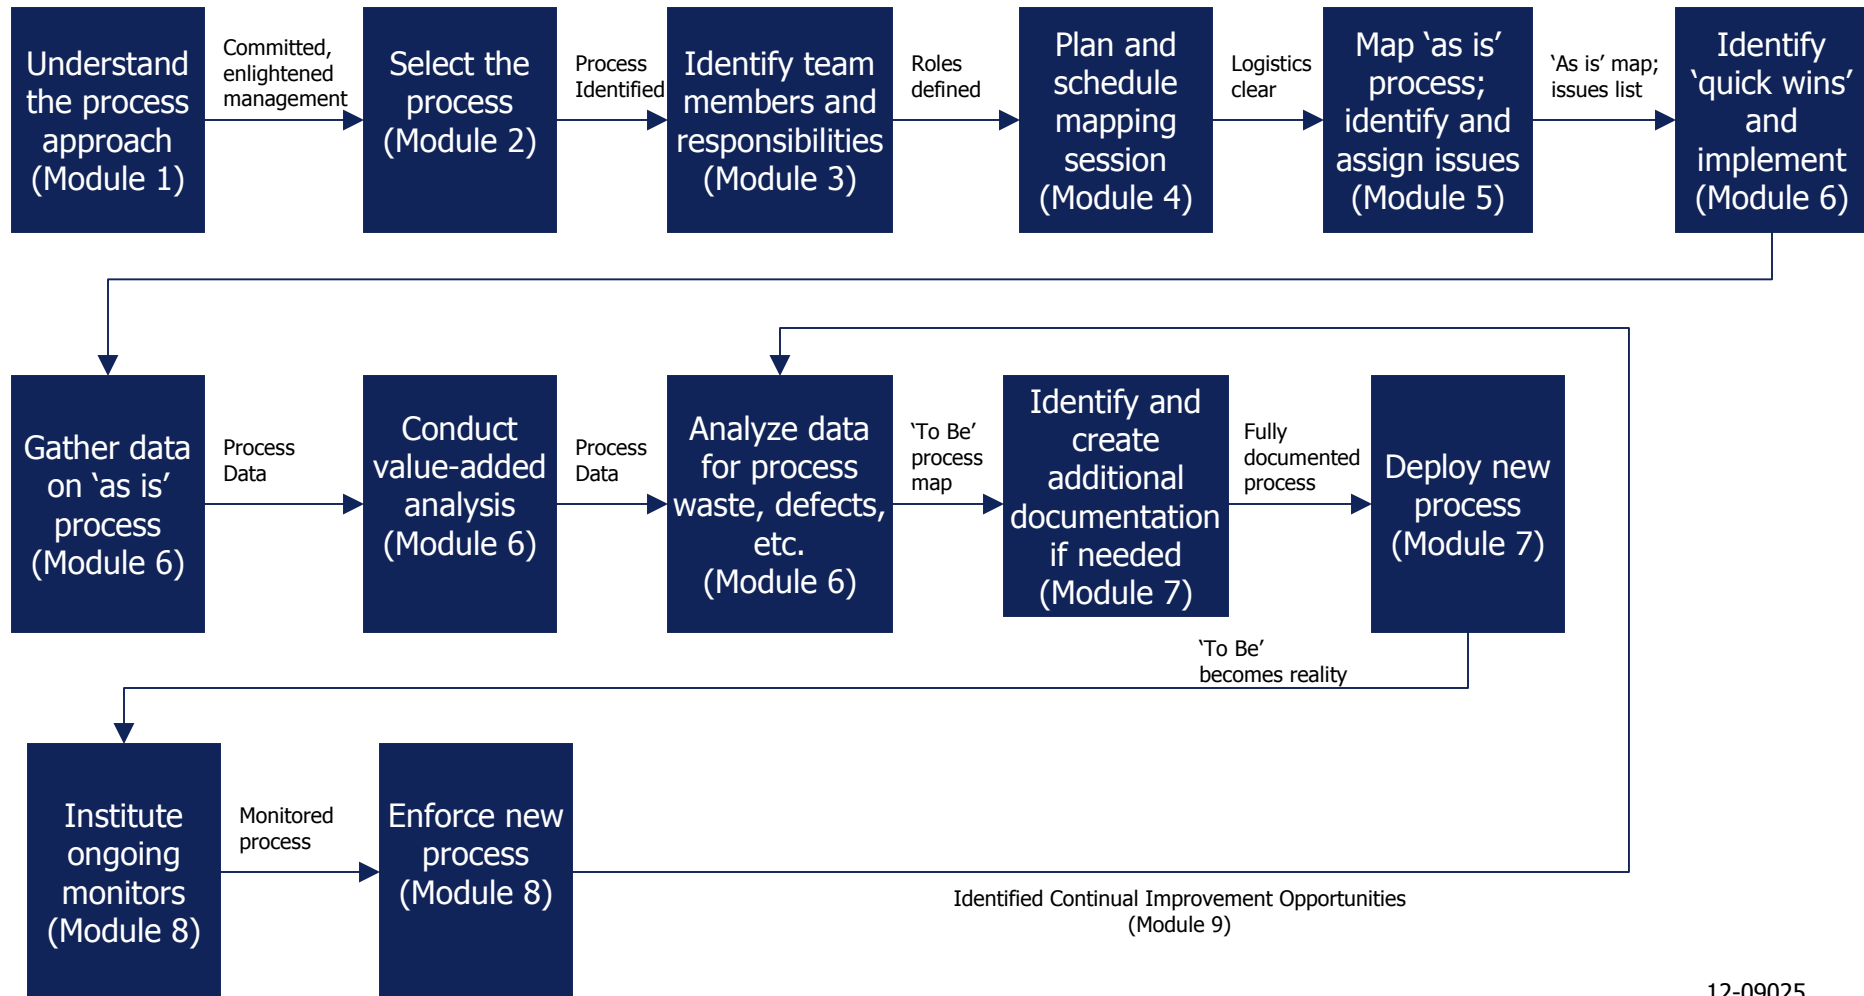 Understand
the process
approach
(Module 1)
Committed,
enlightened
management
Select the
process
(Module 2)
Process
Identified
Identify team
members and
responsibilities
(Module 3)
Roles
defined
Plan and
schedule
mapping
session
(Module 4)
Logistics
clear
Map ‘as is’
process;
identify and
assign issues
(Module 5)
‘As is’ map;
issues list
Identify
‘quick wins’
and
implement
(Module 6)
Gather data
on ‘as is’
process
(Module 6)
Process
Data
Conduct
value-added
analysis
(Module 6)
Process
Data
Analyze data
for process
waste, defects,
etc.
(Module 6)
‘To Be’
process
map
Identify and
create
additional
documentation
if needed
(Module 7)
Fully
documented
process
Deploy new
process
(Module 7)
‘To Be’
becomes reality
Institute
ongoing
monitors
(Module 8)
Monitored
process
Enforce new
process
(Module 8)
Identified Continual Improvement Opportunities
(Module 9)
12-09025